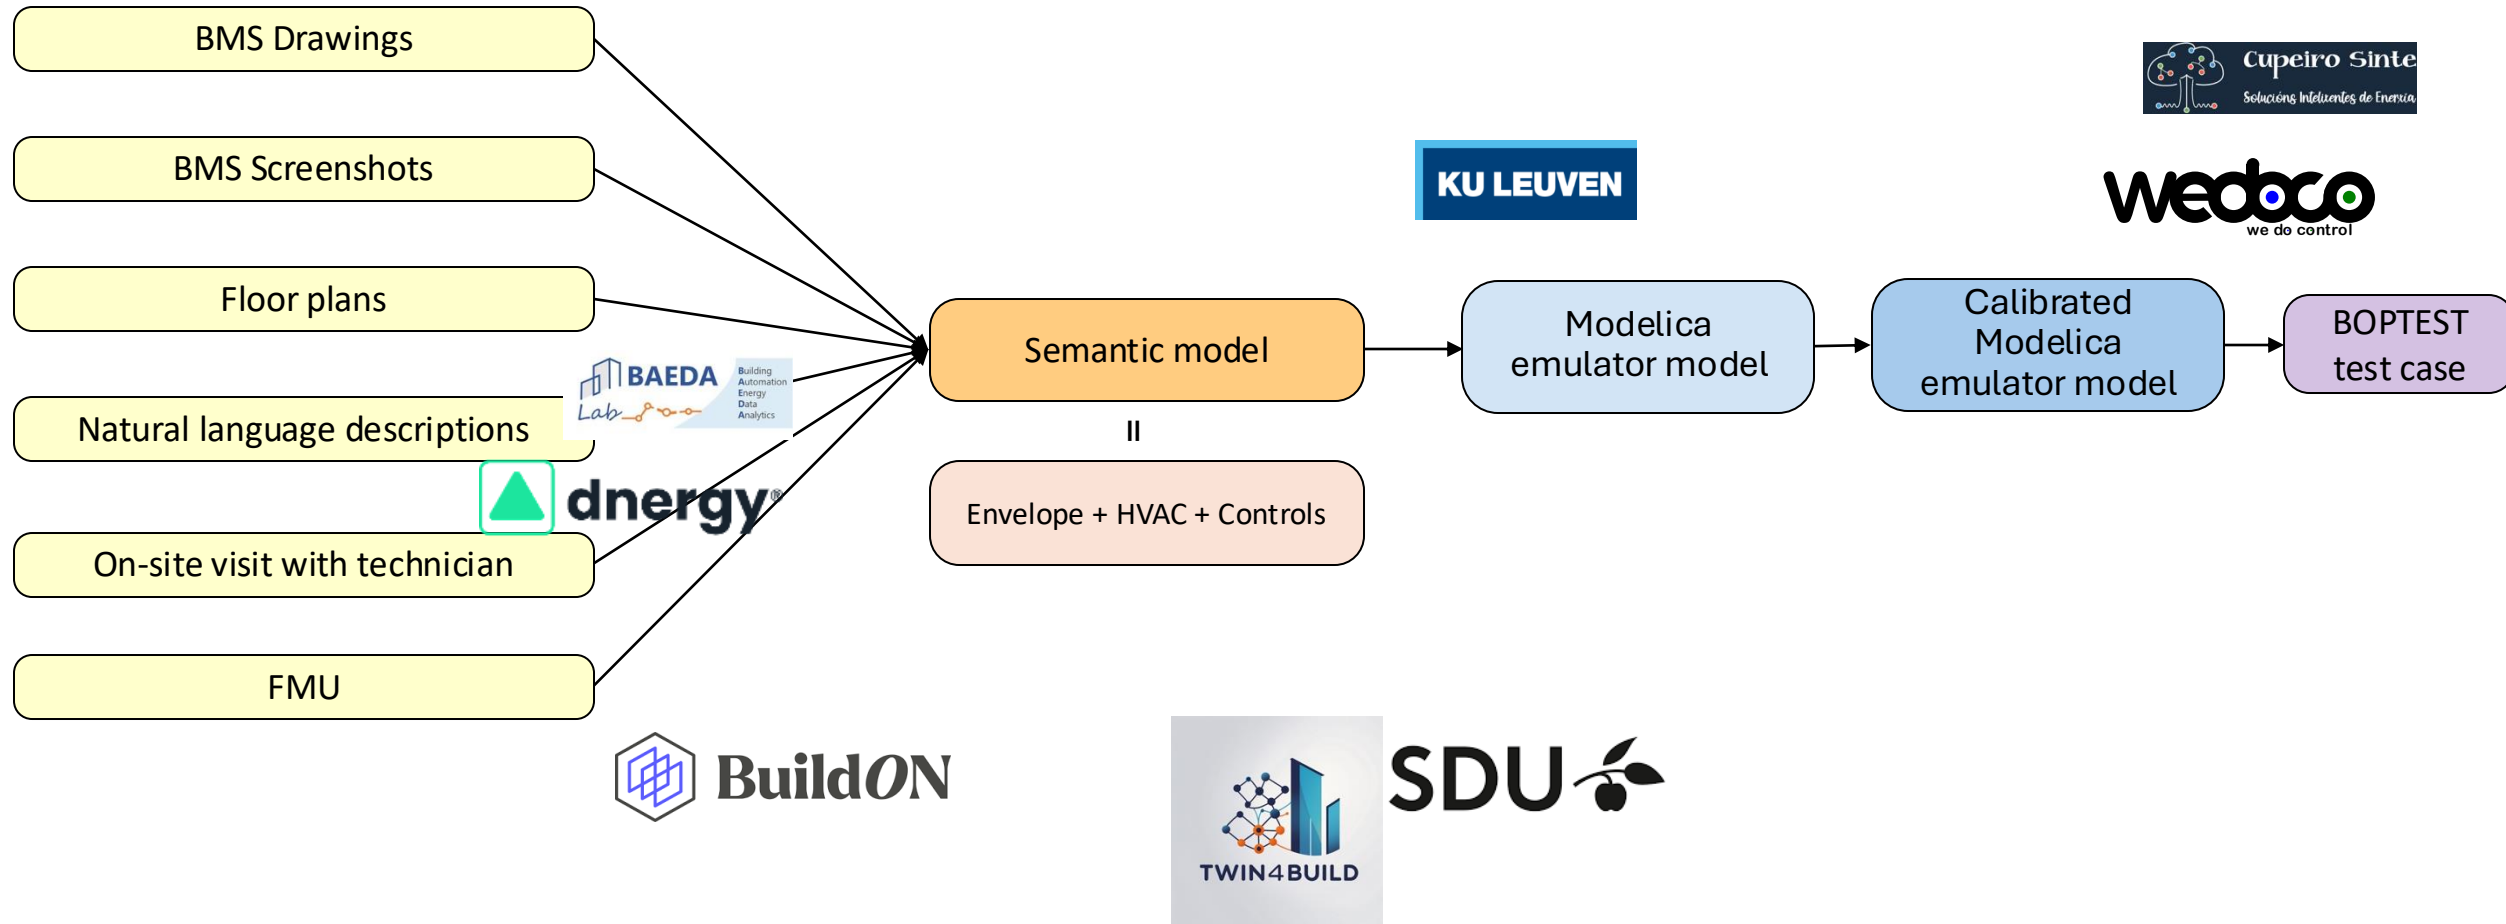 BMS Drawings
BMS Screenshots
Floor plans
Natural language descriptions
On-site visit with technician
FMU
BAEDA
Lab
Building
Automation
Energy
Data
Analytics
dnergy®
BuildON
Semantic model
=
Envelope + HVAC + Controls
TWIN4BUILD
SDU
KU LEUVEN
Modelica
emulator model
Cupeiro Sinte
Solucións Intelixentes de Enerxía
wedoco
we do control
Calibrated
Modelica
emulator model
BOPTEST
test case